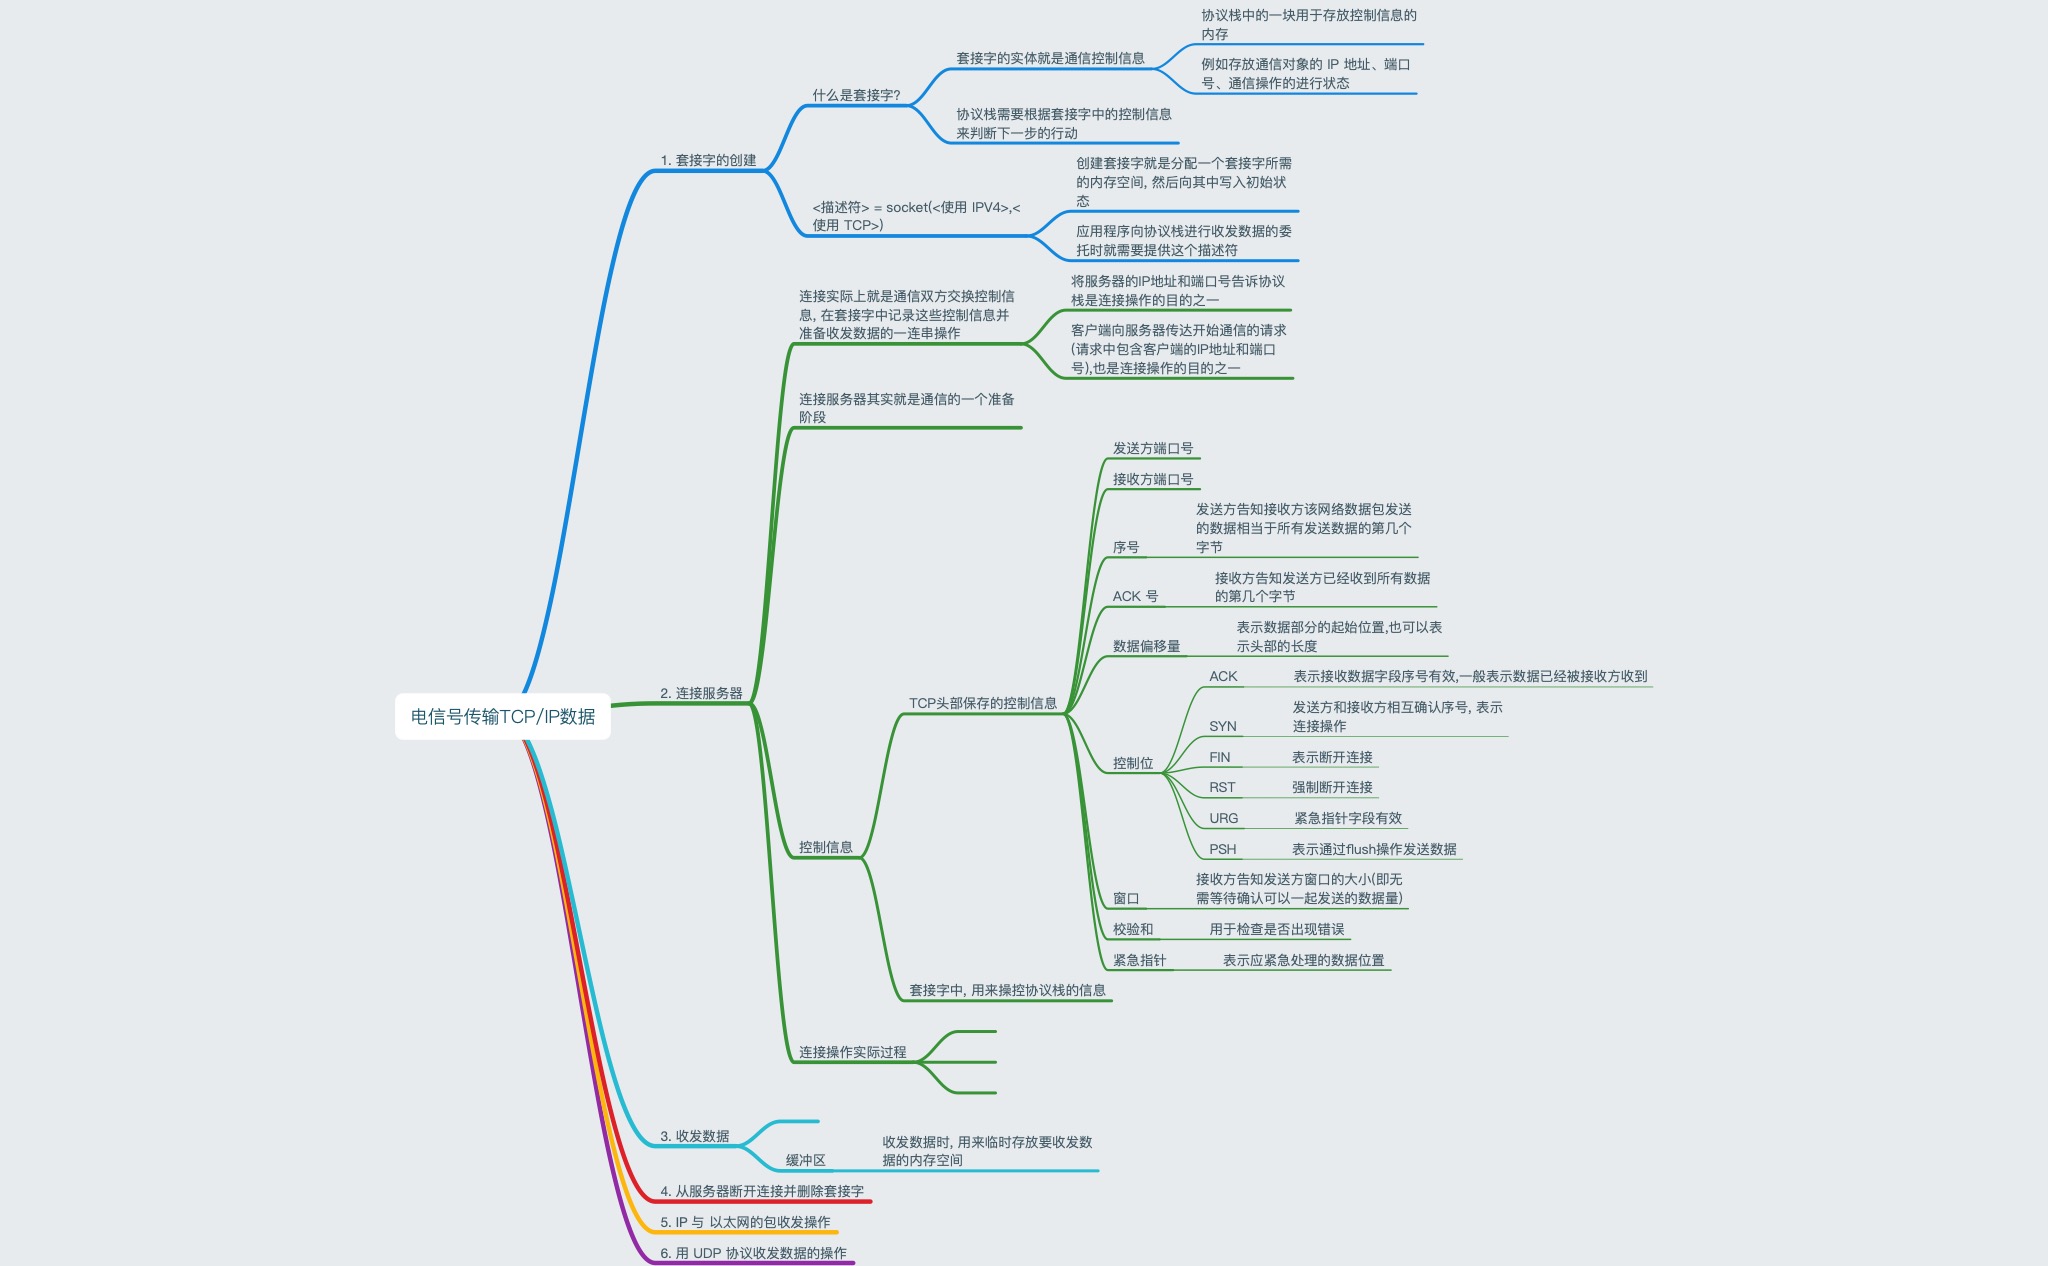 协议栈中的一块用于存放控制信息的
内存
套接字的实体就是通信控制信息
例如存放通信对象的 IP 地址、端口
号、通信操作的进行状态
什么是套接字?
协议栈需要根据套接字中的控制信息
来判断下一步的行动
1. 套接字的创建
创建套接字就是分配一个套接字所需
的内存空间, 然后向其中写入初始状
态
<描述符> = socket(<使用 IPV4>,<
使用 TCP>)
应用程序向协议栈进行收发数据的委
托时就需要提供这个描述符
将服务器的IP地址和端口号告诉协议
栈是连接操作的目的之一
连接实际上就是通信双方交换控制信
息, 在套接字中记录这些控制信息并
准备收发数据的一连串操作
客户端向服务器传达开始通信的请求
(请求中包含客户端的IP地址和端口
号),也是连接操作的目的之一
连接服务器其实就是通信的一个准备
阶段
发送方端口号
接收方端口号
发送方告知接收方该网络数据包发送
的数据相当于所有发送数据的第几个
字节
序号
接收方告知发送方已经收到所有数据
的第几个字节
ACK 号
表示数据部分的起始位置,也可以表
示头部的长度
数据偏移量
ACK
表示接收数据字段序号有效,一般表示数据已经被接收方收到
2. 连接服务器
TCP头部保存的控制信息
发送方和接收方相互确认序号, 表示
连接操作
SYN
电信号传输TCP/IP数据
控制位
FIN
表示断开连接
RST
强制断开连接
URG
紧急指针字段有效
控制信息
PSH
表示通过flush操作发送数据
接收方告知发送方窗口的大小(即无
需等待确认可以一起发送的数据量)
窗口
校验和
用于检查是否出现错误
紧急指针
表示应紧急处理的数据位置
套接字中, 用来操控协议栈的信息
连接操作实际过程
3. 收发数据
收发数据时, 用来临时存放要收发数
据的内存空间
缓冲区
4. 从服务器断开连接并删除套接字
5. IP 与 以太网的包收发操作
6. 用 UDP 协议收发数据的操作